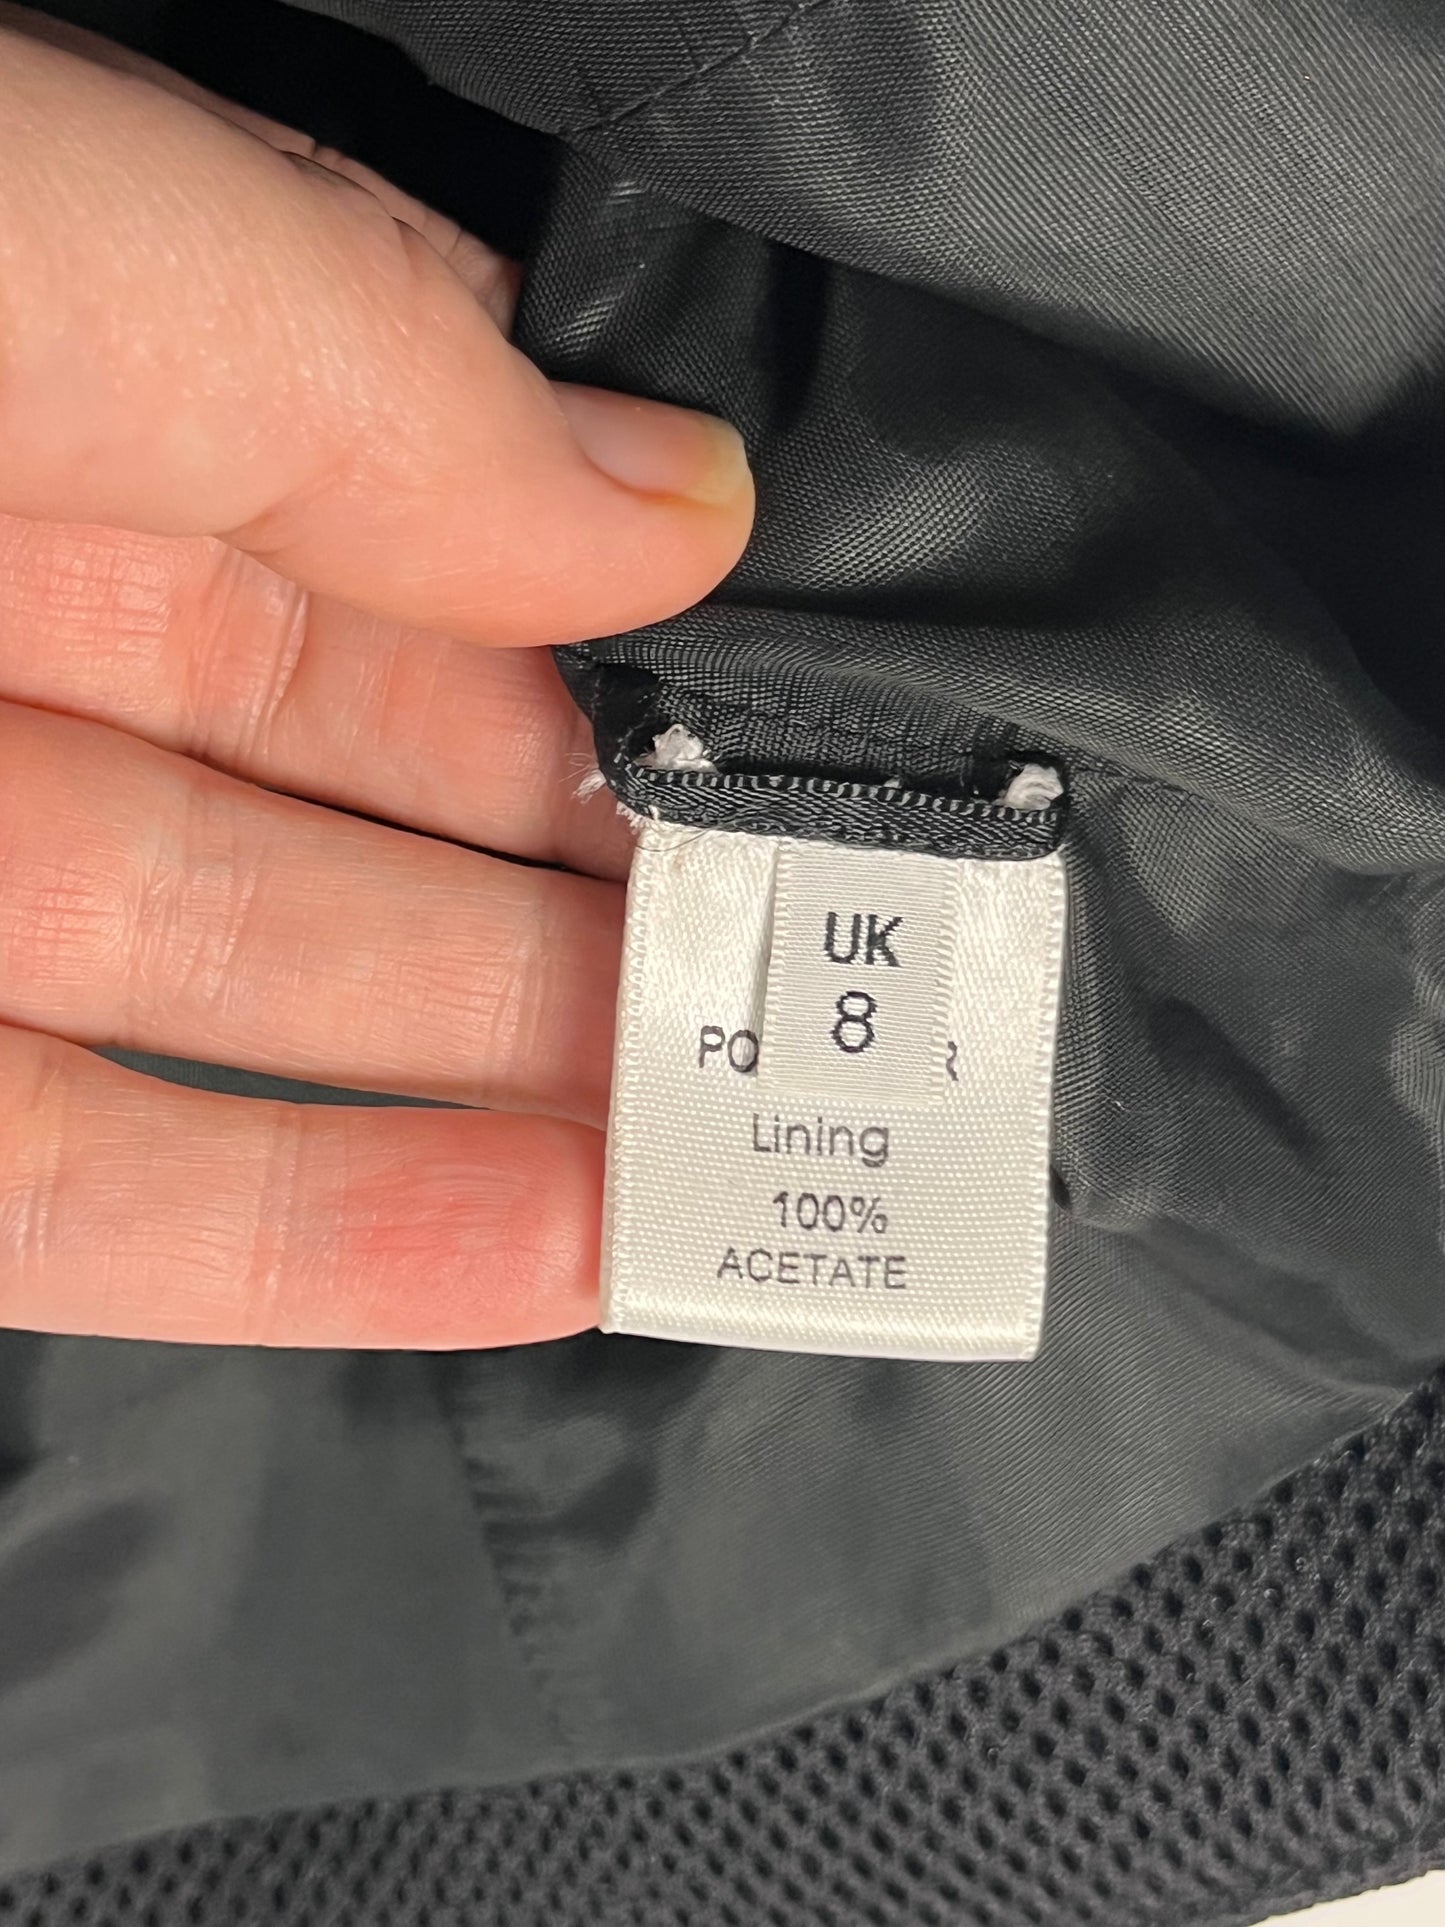 UK
8
Lining
100%
ACETATE